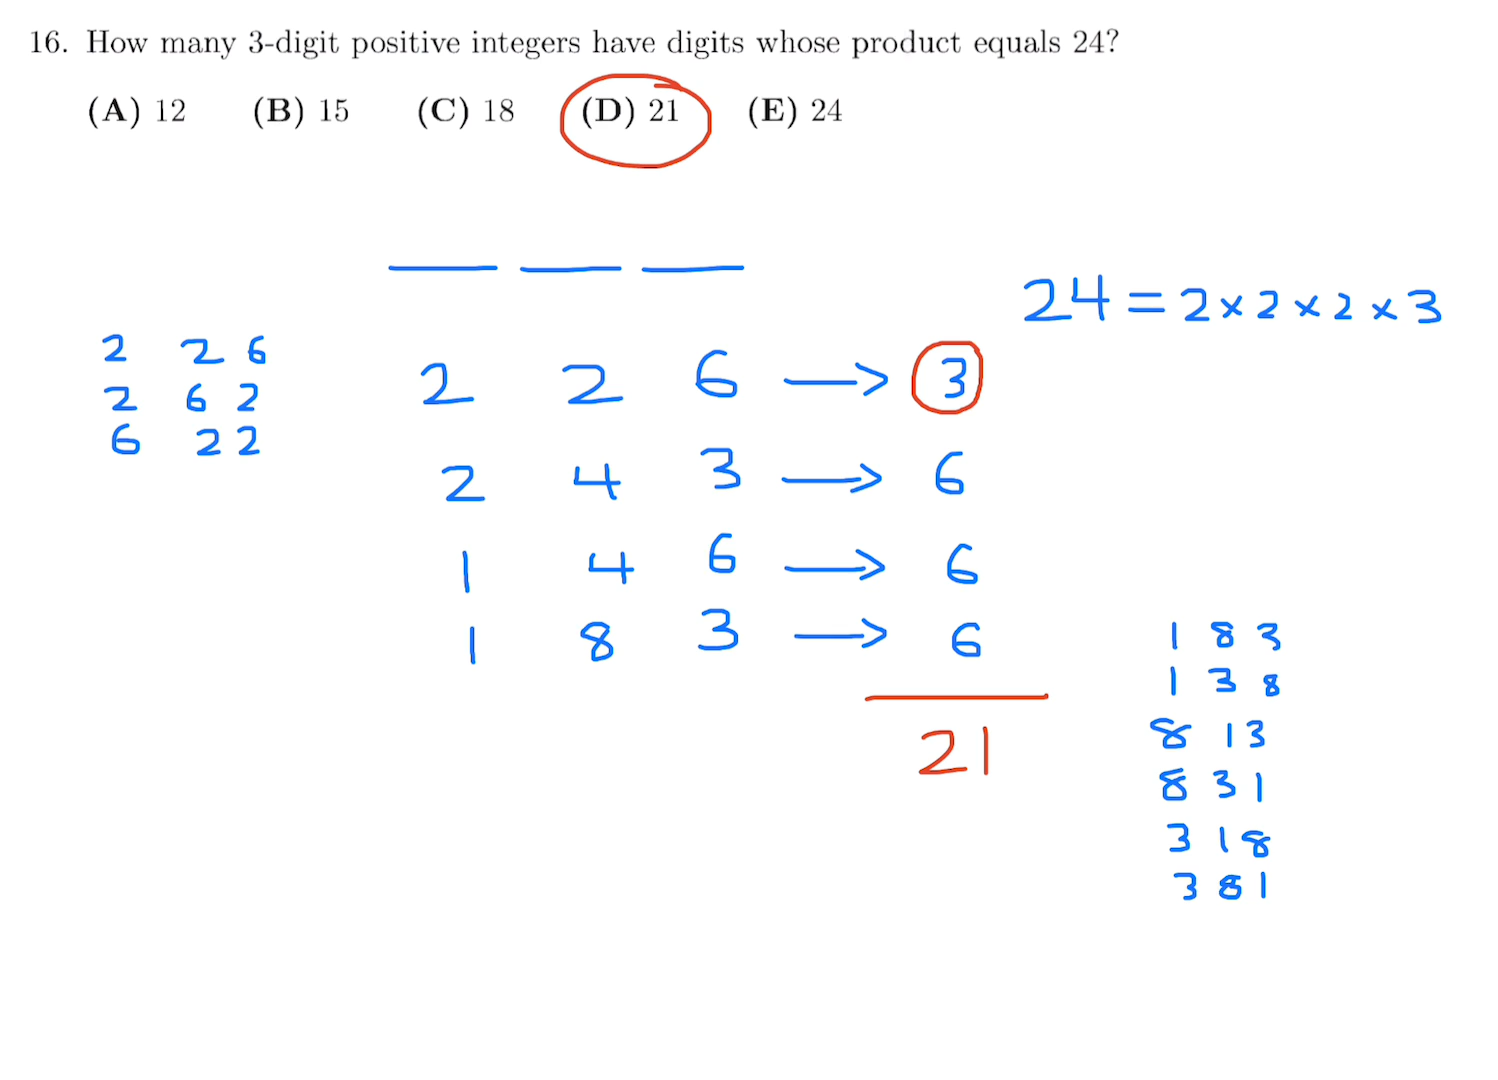 16. How many 3-digit positive integers have digits whose product equals 24?
(A) 12 (B) 15 (C) 18 (D) 21 (E) 24
24 = 2 × 2 × 2 × 3
2 2 6
2 6 2
6 2 2
2 2 6 → 3
2 4 3 → 6
1 4 6 → 6
1 8 3 → 6
21
1 8 3
1 3 8
8 1 3
8 3 1
3 1 8
3 8 1